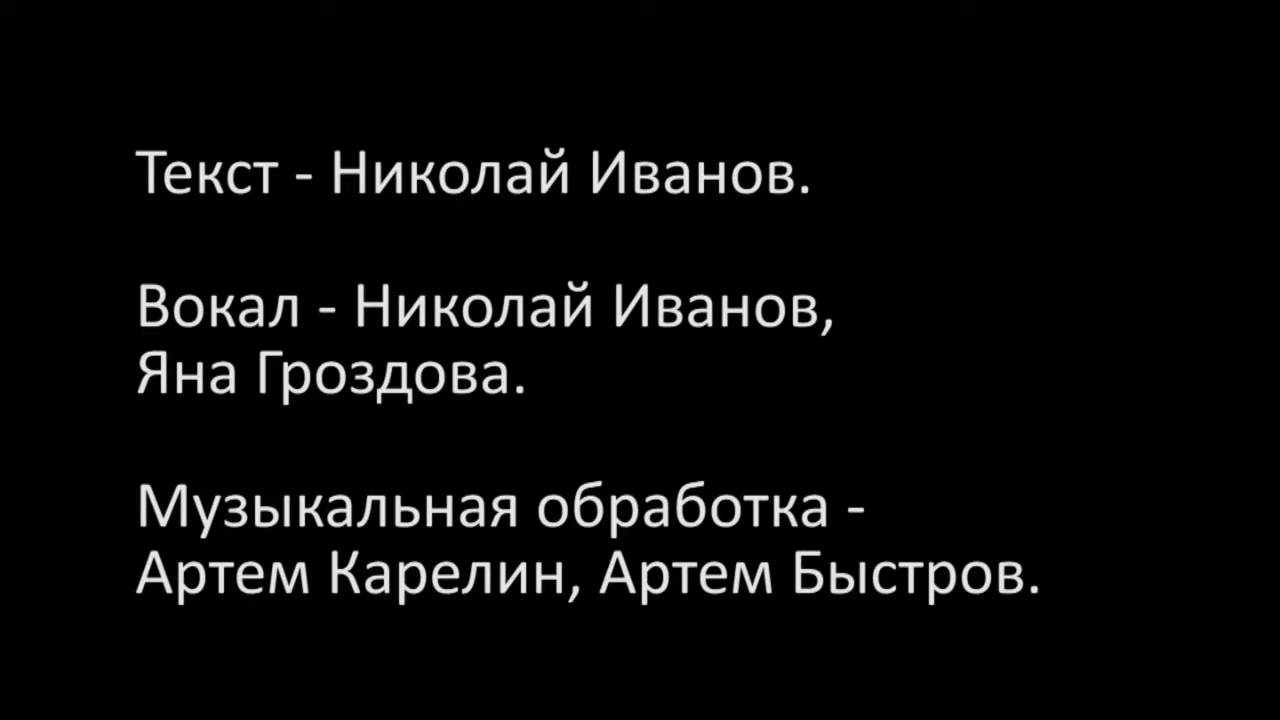 Текст - Николай Иванов.
Вокал - Николай Иванов,
Яна Гроздова.
Музыкальная обработка -
Артем Карелин, Артем Быстров.